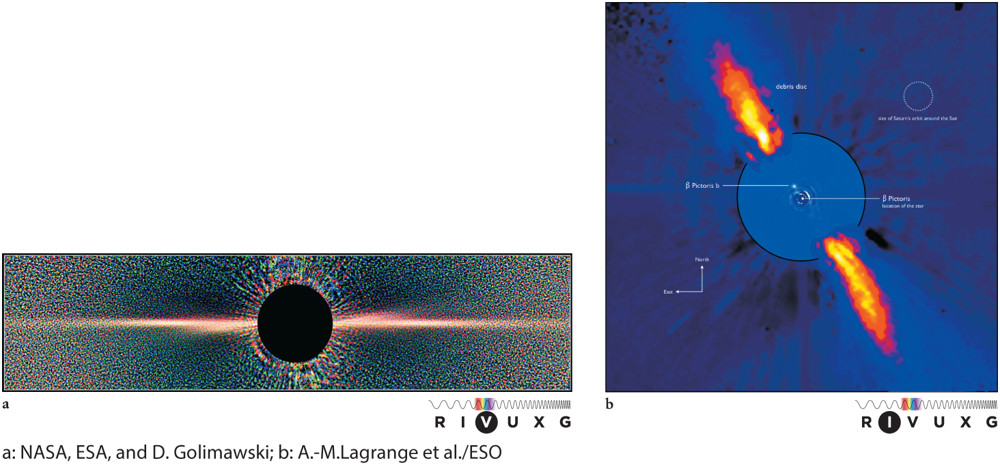 debris disc
size of Saturn's orbit around the Sun
β Pictoris b
β Pictoris
location of the star
North
East
a
R I V U X G
b
R I V U X G
a: NASA, ESA, and D. Golimawski; b: A.-M.Lagrange et al./ESO